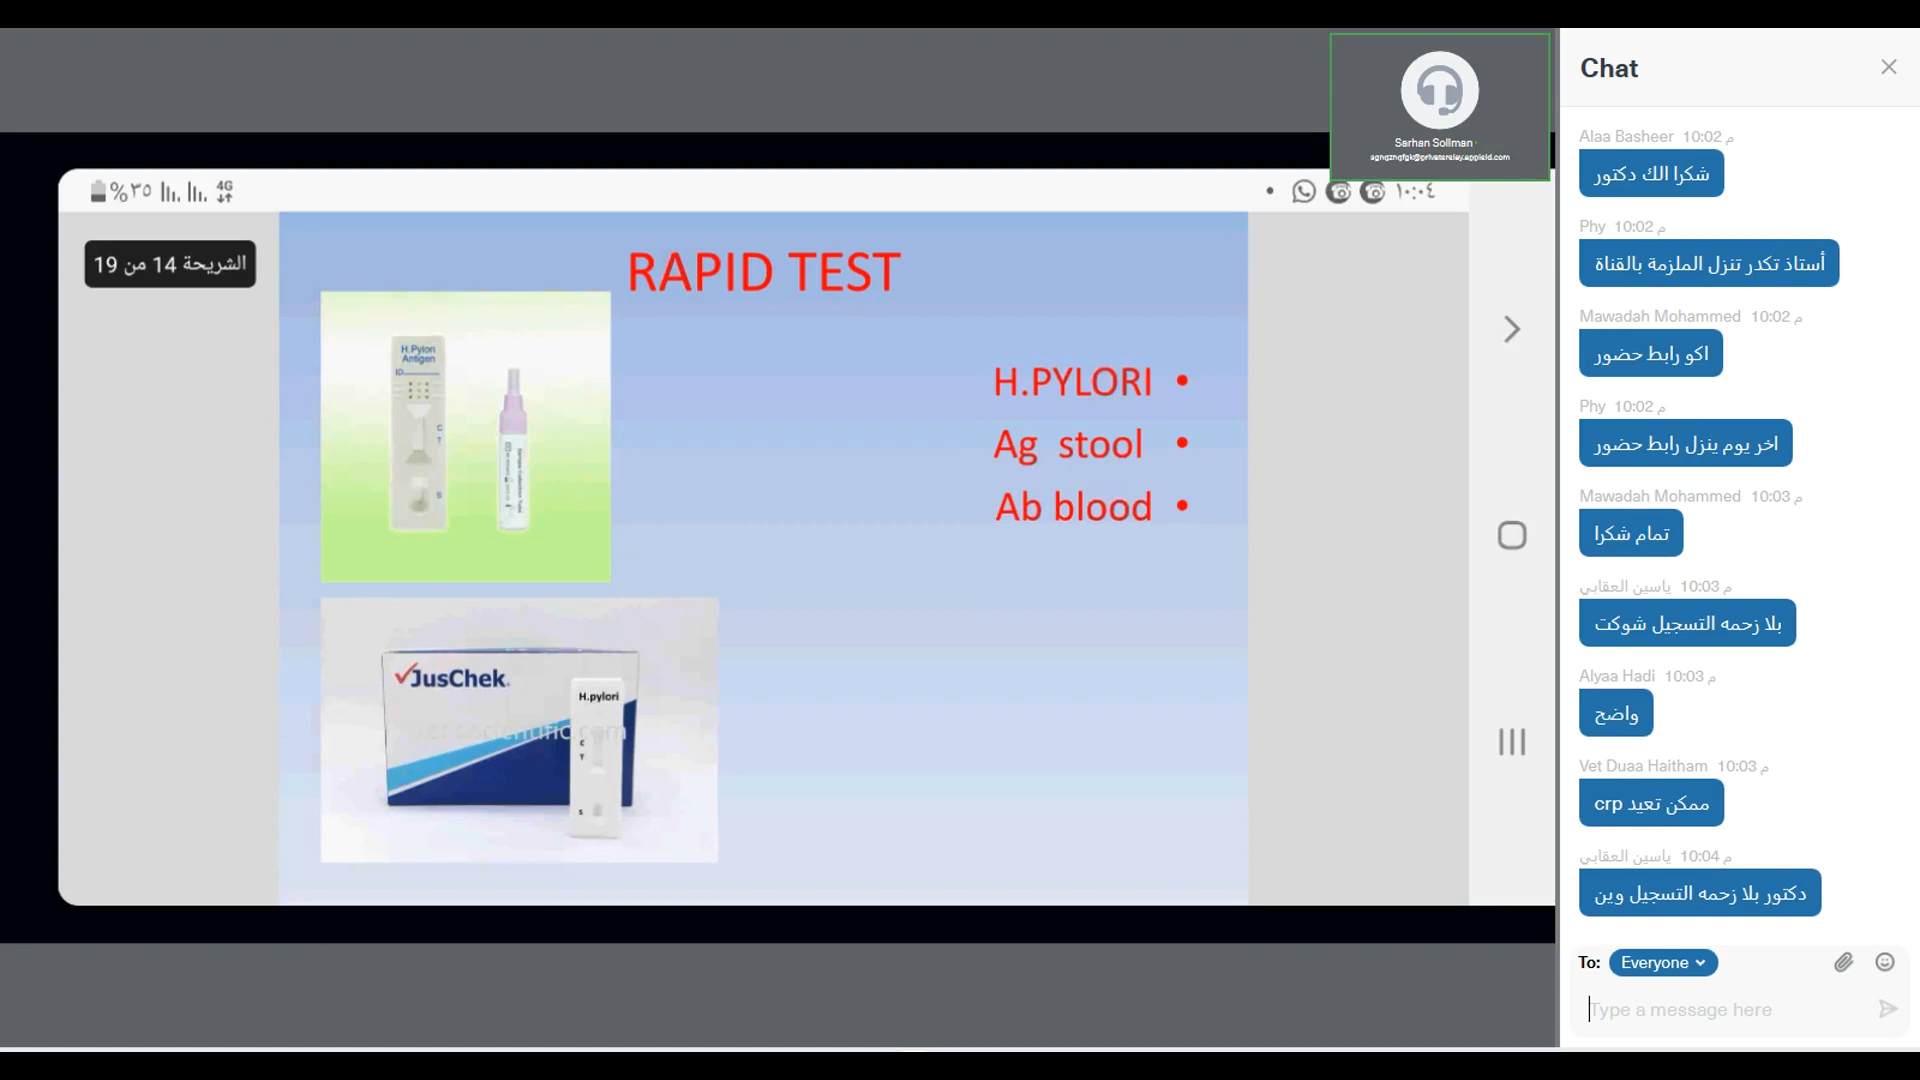 Sarhan Sollman
%٣٥
4G
١٠:٠٤
الشريحة 14 من 19
RAPID TEST
H.PYLORI •
Ag stool •
Ab blood •
H.Pylori
Antigen
ID
C
T
S
JusChek.
H.pylori
C
T
S
Chat
Alaa Basheer 10:02 م
شكرا الك دكتور
Phy 10:02 م
أستاذ تكدر تنزل الملزمة بالقناة
Mawadah Mohammed 10:02 م
اكو رابط حضور
Phy 10:02 م
اخر يوم ينزل رابط حضور
Mawadah Mohammed 10:03 م
تمام شكرا
ياسين العقابي 10:03 م
بلا زحمه التسجيل شوكت
Alyaa Hadi 10:03 م
واضح
Vet Duaa Haitham 10:03 م
ممكن تعيد crp
ياسين العقابي 10:04 م
دكتور بلا زحمه التسجيل وين
To: Everyone
Type a message here